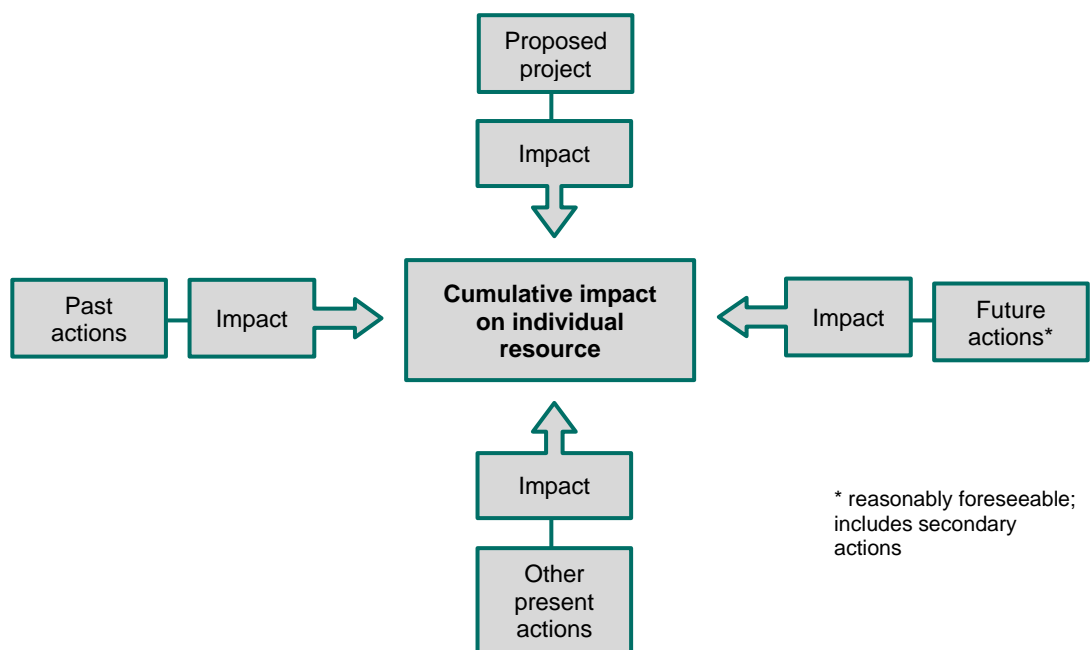 Proposed
project
Impact
Past
actions
Impact
Cumulative impact
on individual
resource
Impact
Future
actions*
Impact
Other
present
actions
* reasonably foreseeable;
includes secondary
actions